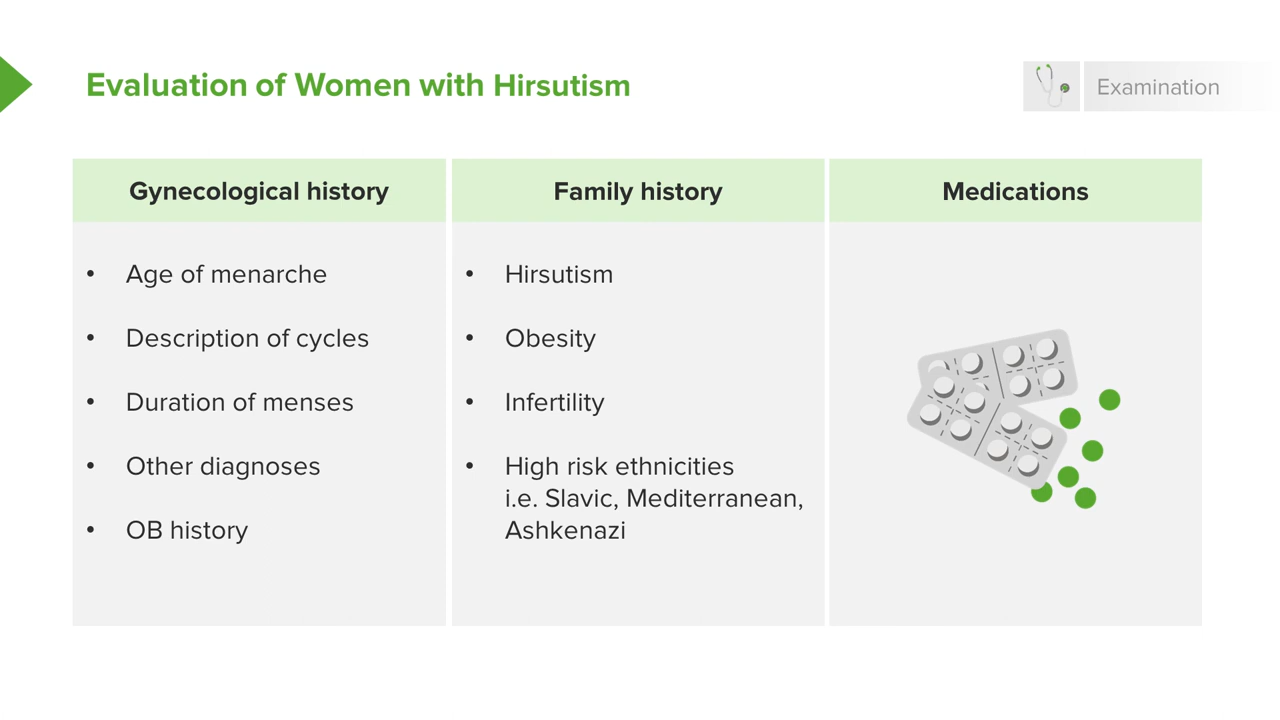 Evaluation of Women with Hirsutism
Examination
Gynecological history
• Age of menarche
• Description of cycles
• Duration of menses
• Other diagnoses
• OB history
Family history
• Hirsutism
• Obesity
• Infertility
• High risk ethnicities
i.e. Slavic, Mediterranean,
Ashkenazi
Medications